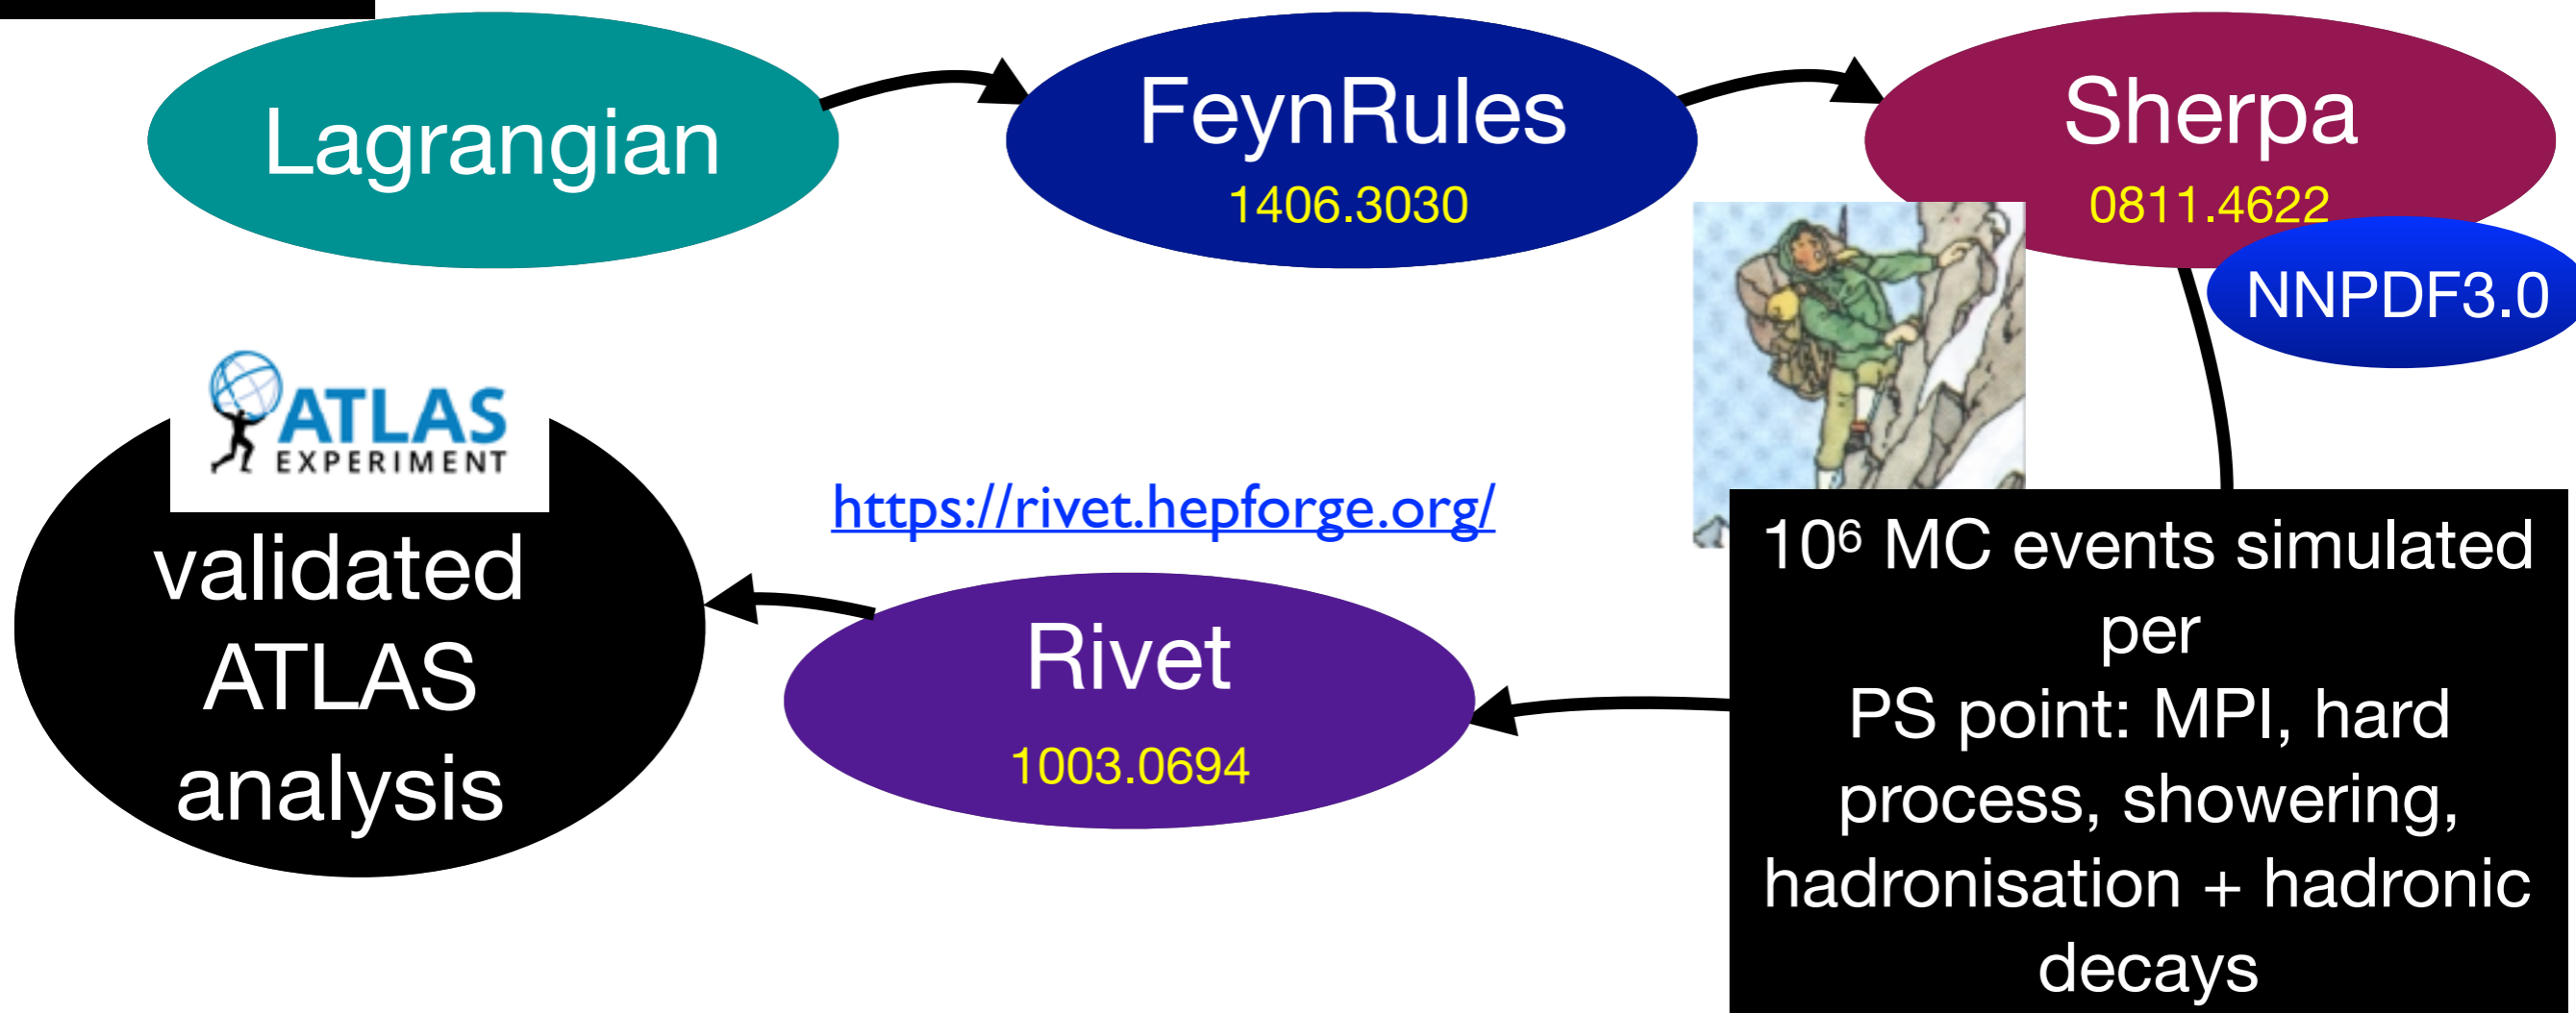 Lagrangian
FeynRules
1406.3030
Sherpa
0811.4622
NNPDF3.0
10⁶ MC events simulated
per
PS point: MPI, hard
process, showering,
hadronisation + hadronic
decays
https://rivet.hepforge.org/
Rivet
1003.0694
ATLAS
EXPERIMENT
validated
ATLAS
analysis